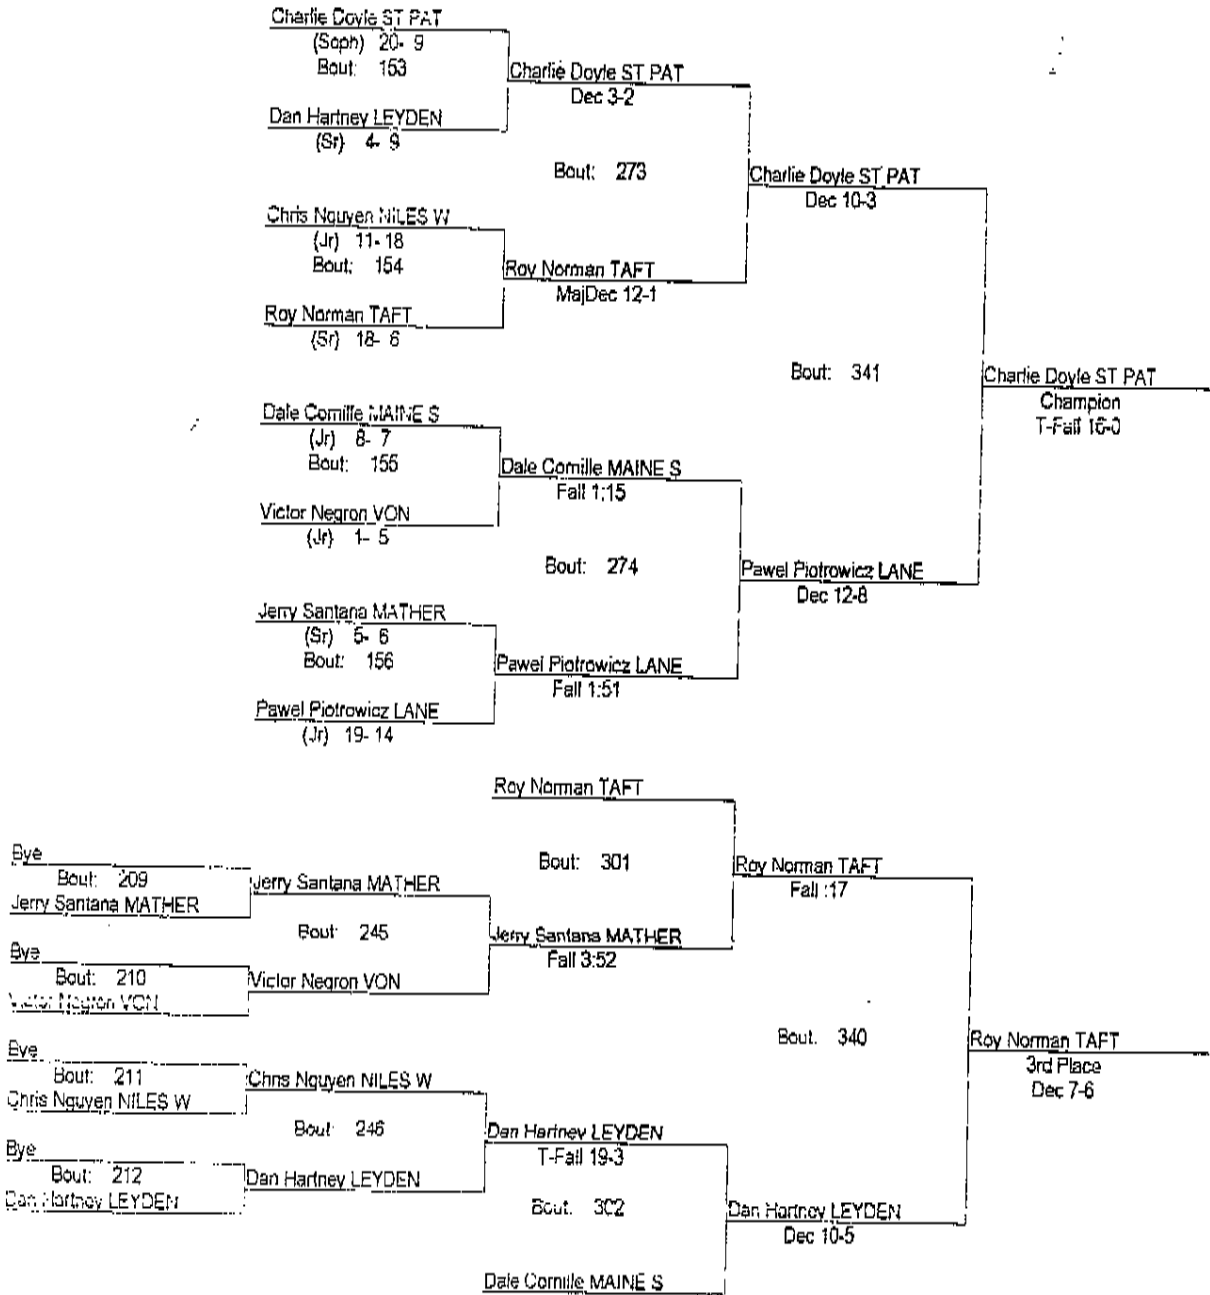 Charlie Doyle ST PAT
(Soph) 20- 9
Bout: 153
Charlie Doyle ST PAT
Dec 3-2
Dan Hartney LEYDEN
(Sr) 4- 9
Bout: 273
Charlie Doyle ST PAT
Dec 10-3
Chris Nguyen NILES W
(Jr) 11- 18
Bout: 154
Roy Norman TAFT
MajDec 12-1
Roy Norman TAFT
(Sr) 18- 6
Bout: 341
Charlie Doyle ST PAT
Champion
T-Fall 16-0
Dale Cornille MAINE S
(Jr) 8- 7
Bout: 155
Dale Cornille MAINE S
Fall 1:15
Victor Negron VON
(Jr) 1- 5
Bout: 274
Pawel Piotrowicz LANE
Dec 12-8
Jerry Santana MATHER
(Sr) 5- 6
Bout: 156
Pawel Piotrowicz LANE
Fall 1:51
Pawel Piotrowicz LANE
(Jr) 19- 14
Roy Norman TAFT
Bout: 301
Roy Norman TAFT
Fall :17
Bye
Bout: 209
Jerry Santana MATHER
Jerry Santana MATHER
Bout: 245
Jerry Santana MATHER
Fall 3:52
Bye
Bout: 210
Victor Negron VON
Victor Negron VON
Bout: 340
Roy Norman TAFT
3rd Place
Dec 7-6
Bye
Bout: 211
Chris Nguyen NILES W
Chris Nguyen NILES W
Bout: 246
Dan Hartney LEYDEN
T-Fall 19-3
Bye
Bout: 212
Dan Hartney LEYDEN
Dan Hartney LEYDEN
Bout: 302
Dan Hartney LEYDEN
Dec 10-5
Dale Cornille MAINE S